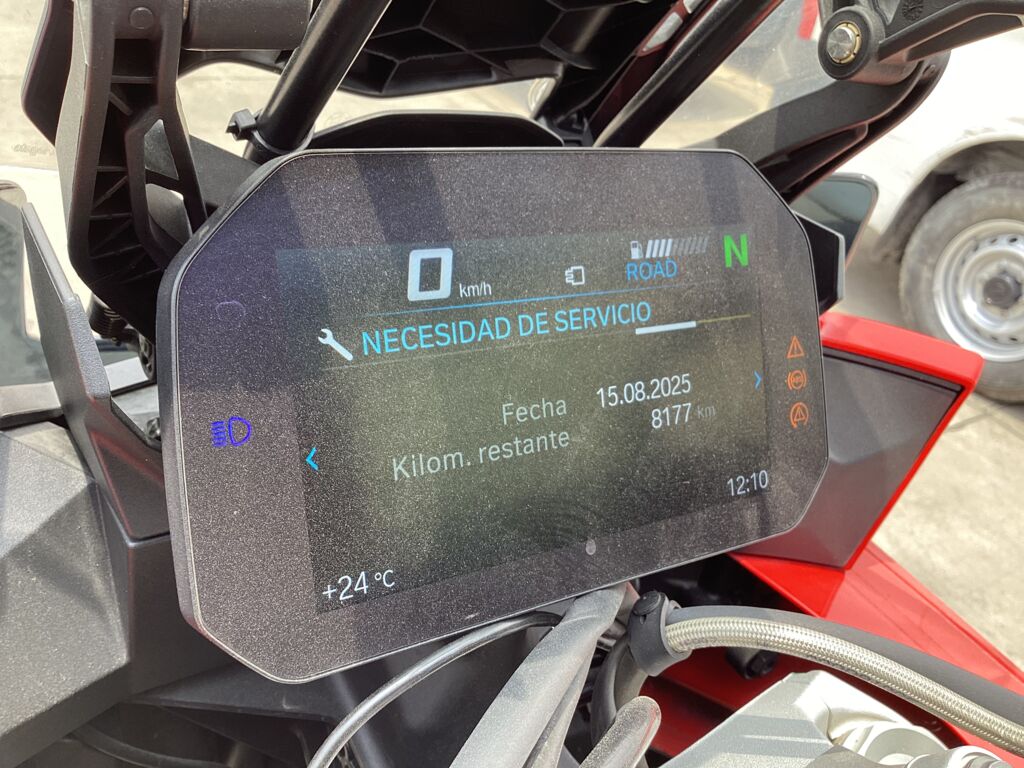 0 km/h
ROAD
N
NECESIDAD DE SERVICIO
Fecha 15.08.2025
Kilom. restante 8177 km
12:10
+24 °C